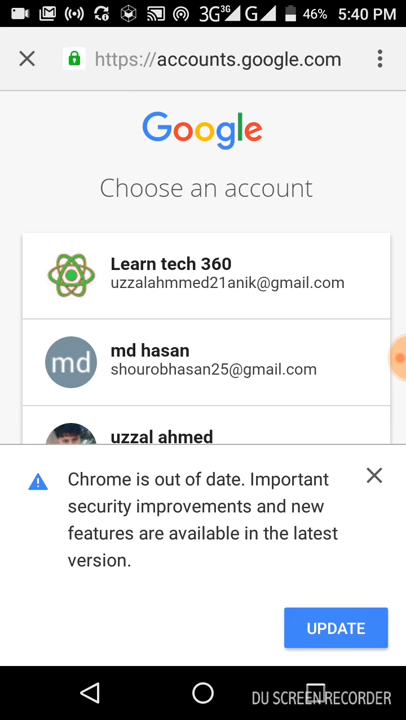 3G 3G G 46% 5:40 PM
https://accounts.google.com
Google
Choose an account
Learn tech 360
uzzalahmmed21anik@gmail.com
md
md hasan
shourobhasan25@gmail.com
uzzal ahmed
Chrome is out of date. Important
security improvements and new
features are available in the latest
version.
UPDATE
DU SCREEN RECORDER